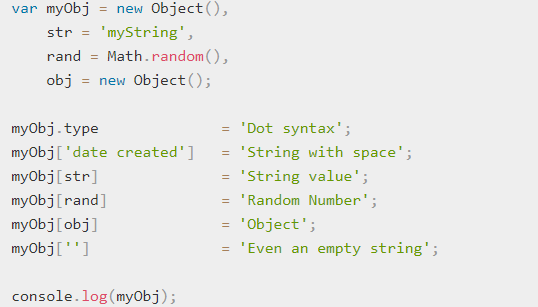 var myObj = new Object(),
    str = 'myString',
    rand = Math.random(),
    obj = new Object();

myObj.type              = 'Dot syntax';
myObj['date created']   = 'String with space';
myObj[str]              = 'String value';
myObj[rand]             = 'Random Number';
myObj[obj]              = 'Object';
myObj['']               = 'Even an empty string';

console.log(myObj);